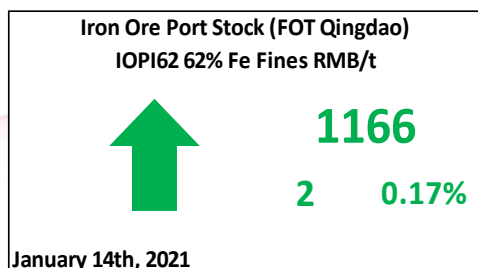 Iron Ore Port Stock (FOT Qingdao)
IOPI62 62% Fe Fines RMB/t
1166
2 0.17%
January 14th, 2021